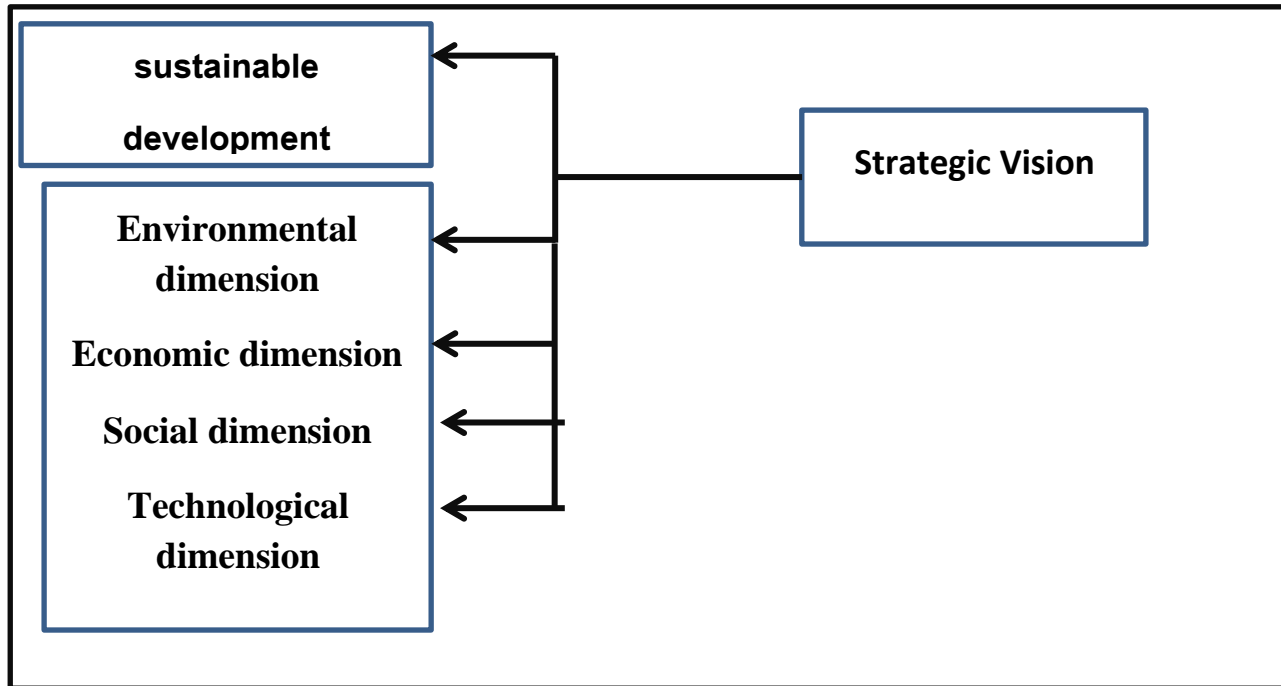 sustainable
development
Strategic Vision
Environmental
dimension
Economic dimension
Social dimension
Technological
dimension